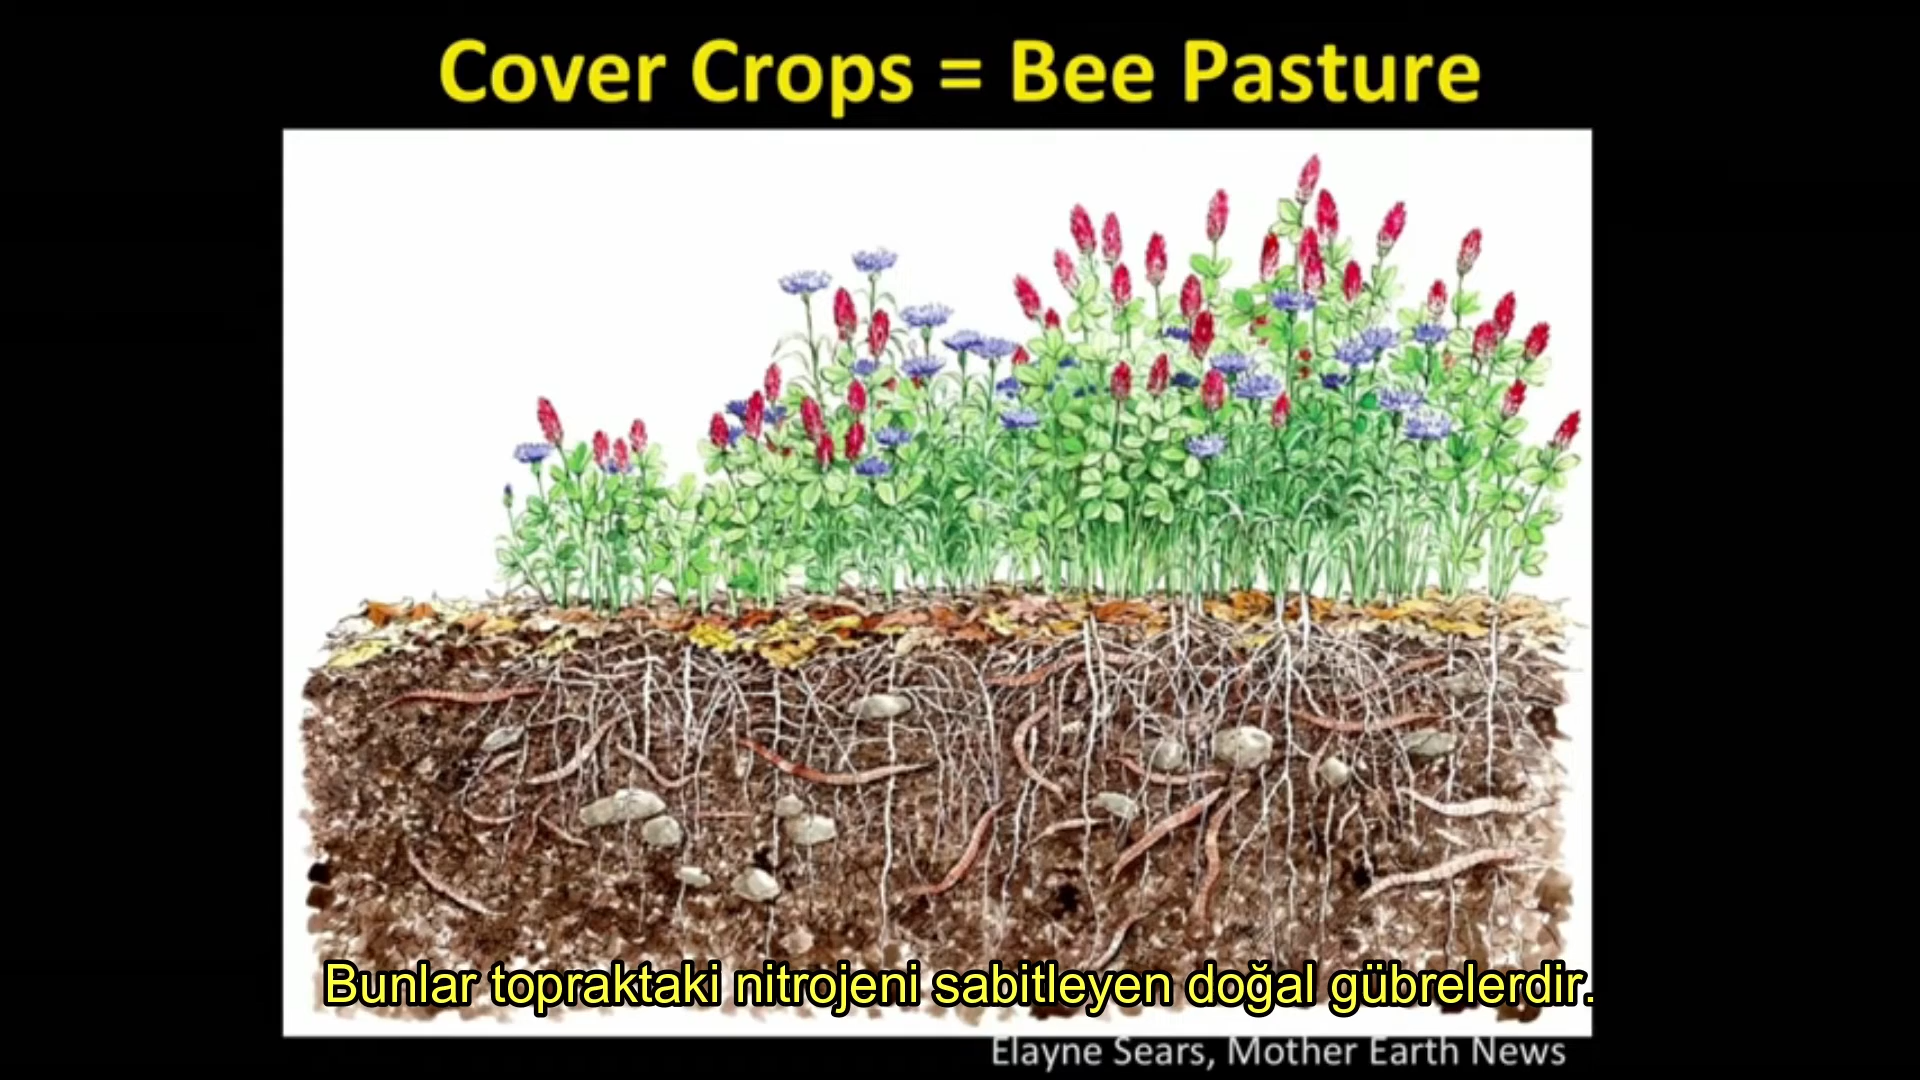 Cover Crops = Bee Pasture
Bunlar topraktaki nitrojeni sabitleyen doğal gübrelerdir.
Elayne Sears, Mother Earth News